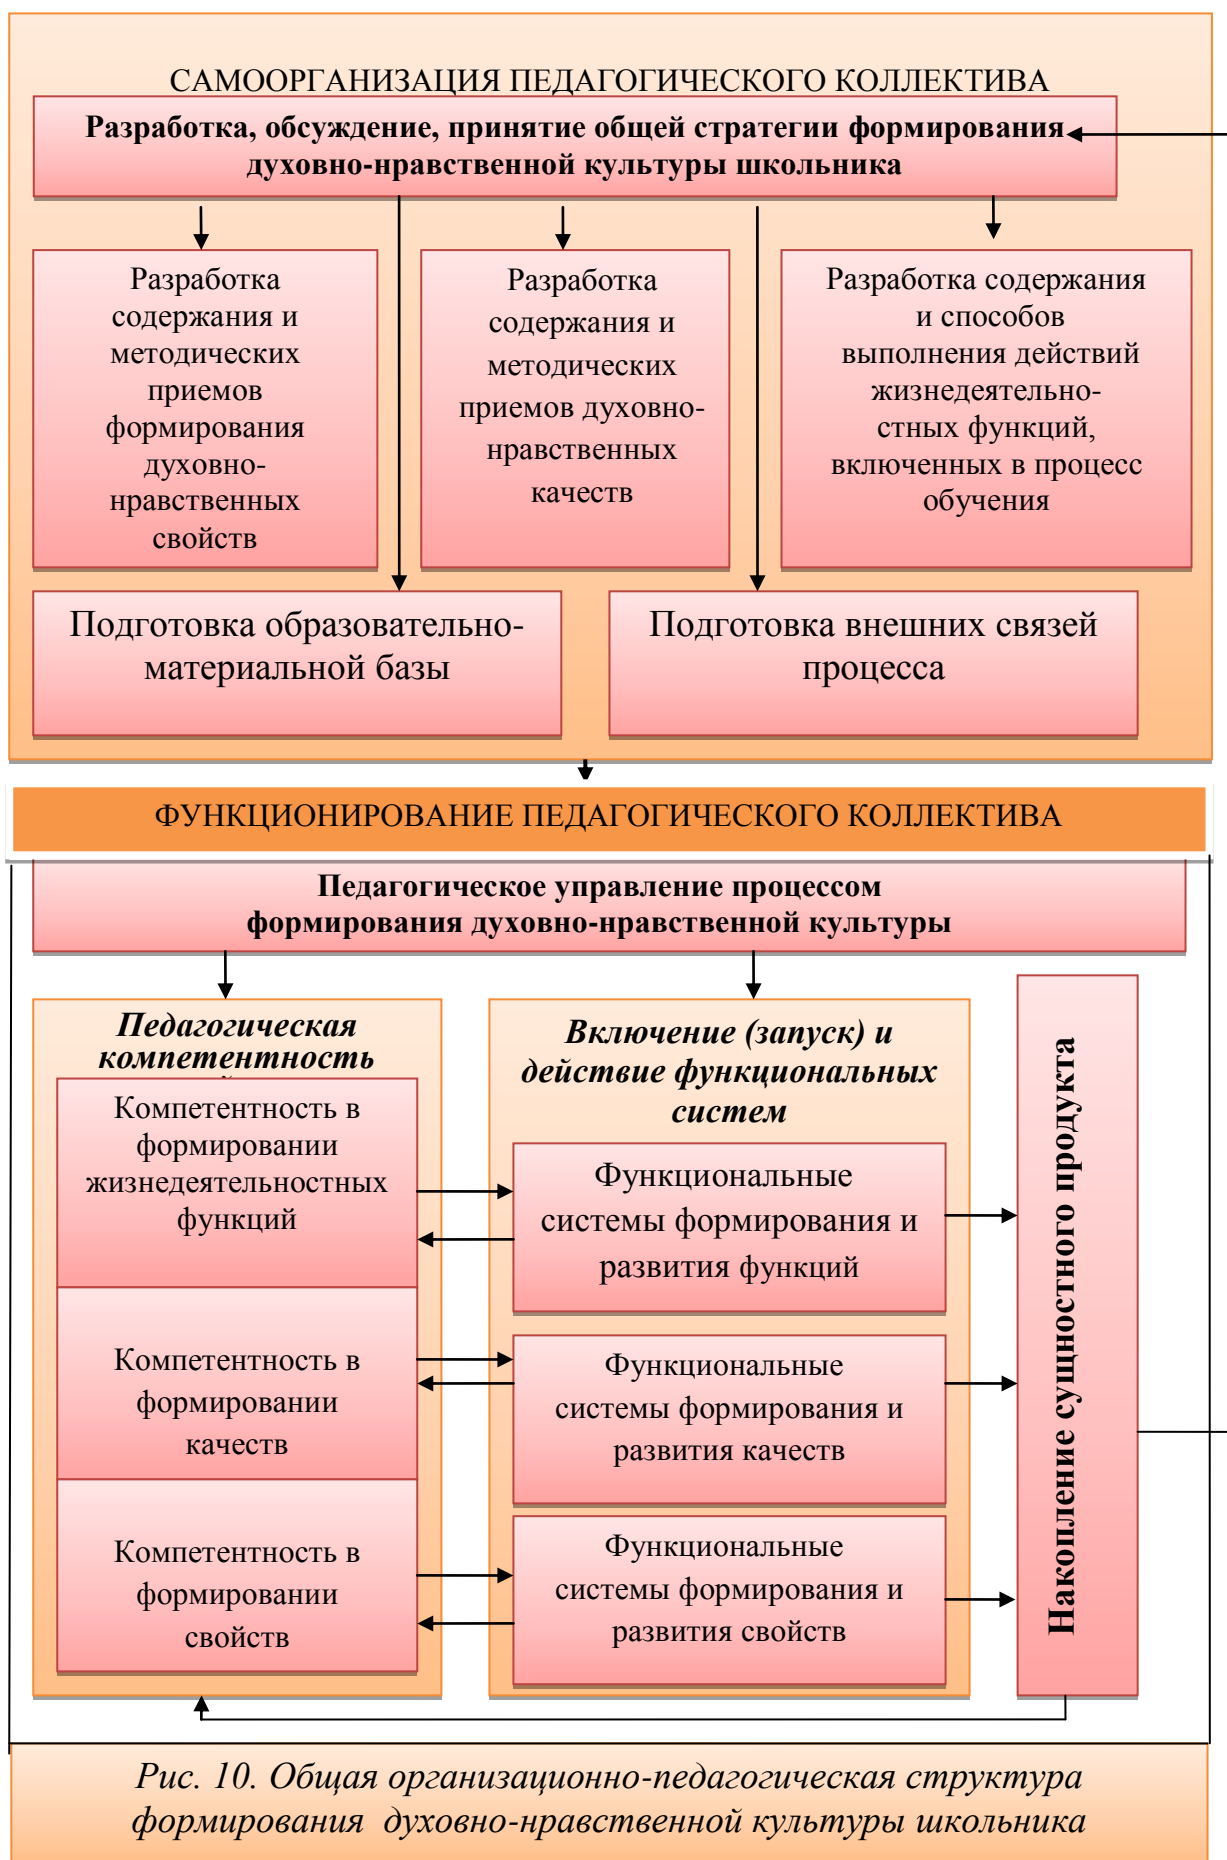 САМООРГАНИЗАЦИЯ ПЕДАГОГИЧЕСКОГО КОЛЛЕКТИВА
Разработка, обсуждение, принятие общей стратегии формирования
духовно-нравственной культуры школьника
Разработка
содержания и
методических
приемов
формирования
духовно-
нравственных
свойств
Разработка
содержания и
методических
приемов духовно-
нравственных
качеств
Разработка содержания
и способов
выполнения действий
жизнедеятельно-
стных функций,
включенных в процесс
обучения
Подготовка образовательно-
материальной базы
Подготовка внешних связей
процесса
ФУНКЦИОНИРОВАНИЕ ПЕДАГОГИЧЕСКОГО КОЛЛЕКТИВА
Педагогическое управление процессом
формирования духовно-нравственной культуры
Педагогическая
компетентность
Компетентность в
формировании
жизнедеятельностных
функций
Компетентность в
формировании
качеств
Компетентность в
формировании
свойств
Включение (запуск) и
действие функциональных
систем
Функциональные
системы формирования и
развития функций
Функциональные
системы формирования и
развития качеств
Функциональные
системы формирования и
развития свойств
Накопление сущностного продукта
Рис. 10. Общая организационно-педагогическая структура
формирования духовно-нравственной культуры школьника